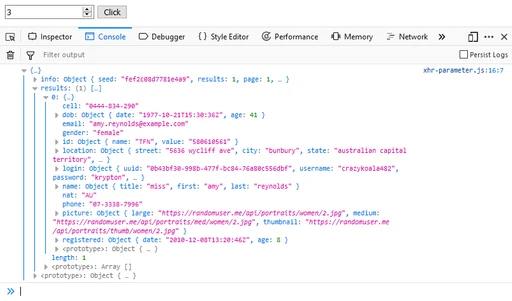 3 Click
Inspector Console Debugger Style Editor Performance Memory Network
Filter output Persist Logs
{…} xhr-parameter.js:16:7
info: Object { seed: "fef2c08d7781e4a9", results: 1, page: 1, … }
results: (1) […]
0: {…}
cell: "0444-834-290"
dob: Object { date: "1977-10-21T15:30:36Z", age: 41 }
email: "amy.reynolds@example.com"
gender: "female"
id: Object { name: "TFN", value: "580610561" }
location: Object { street: "5636 wycliff ave", city: "bunbury", state: "australian capital
territory", … }
login: Object { uuid: "0b43bf30-998b-477f-bc84-76a80c556dbf", username: "crazykoala482",
password: "krypton", … }
name: Object { title: "miss", first: "amy", last: "reynolds" }
nat: "AU"
phone: "07-3338-7996"
picture: Object { large: "https://randomuser.me/api/portraits/women/2.jpg", medium:
"https://randomuser.me/api/portraits/med/women/2.jpg", thumbnail: "https://randomuser.me
/api/portraits/thumb/women/2.jpg" }
registered: Object { date: "2010-12-08T13:20:46Z", age: 8 }
<prototype>: Object { … }
length: 1
<prototype>: Array []
<prototype>: Object { … }
»